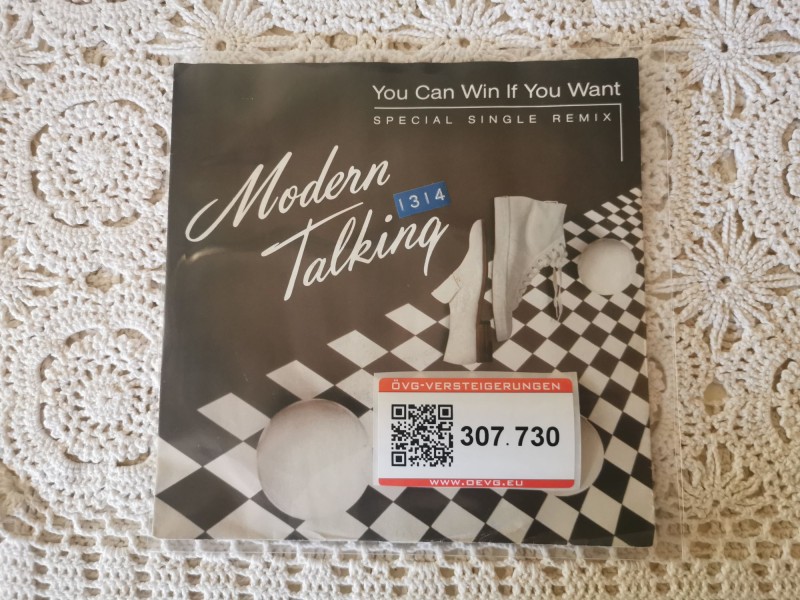 You Can Win If You Want
SPECIAL SINGLE REMIX
Modern
1314
Talking
ÖVG-VERSTEIGERUNGEN
307.730
WWW.OEVG.EU